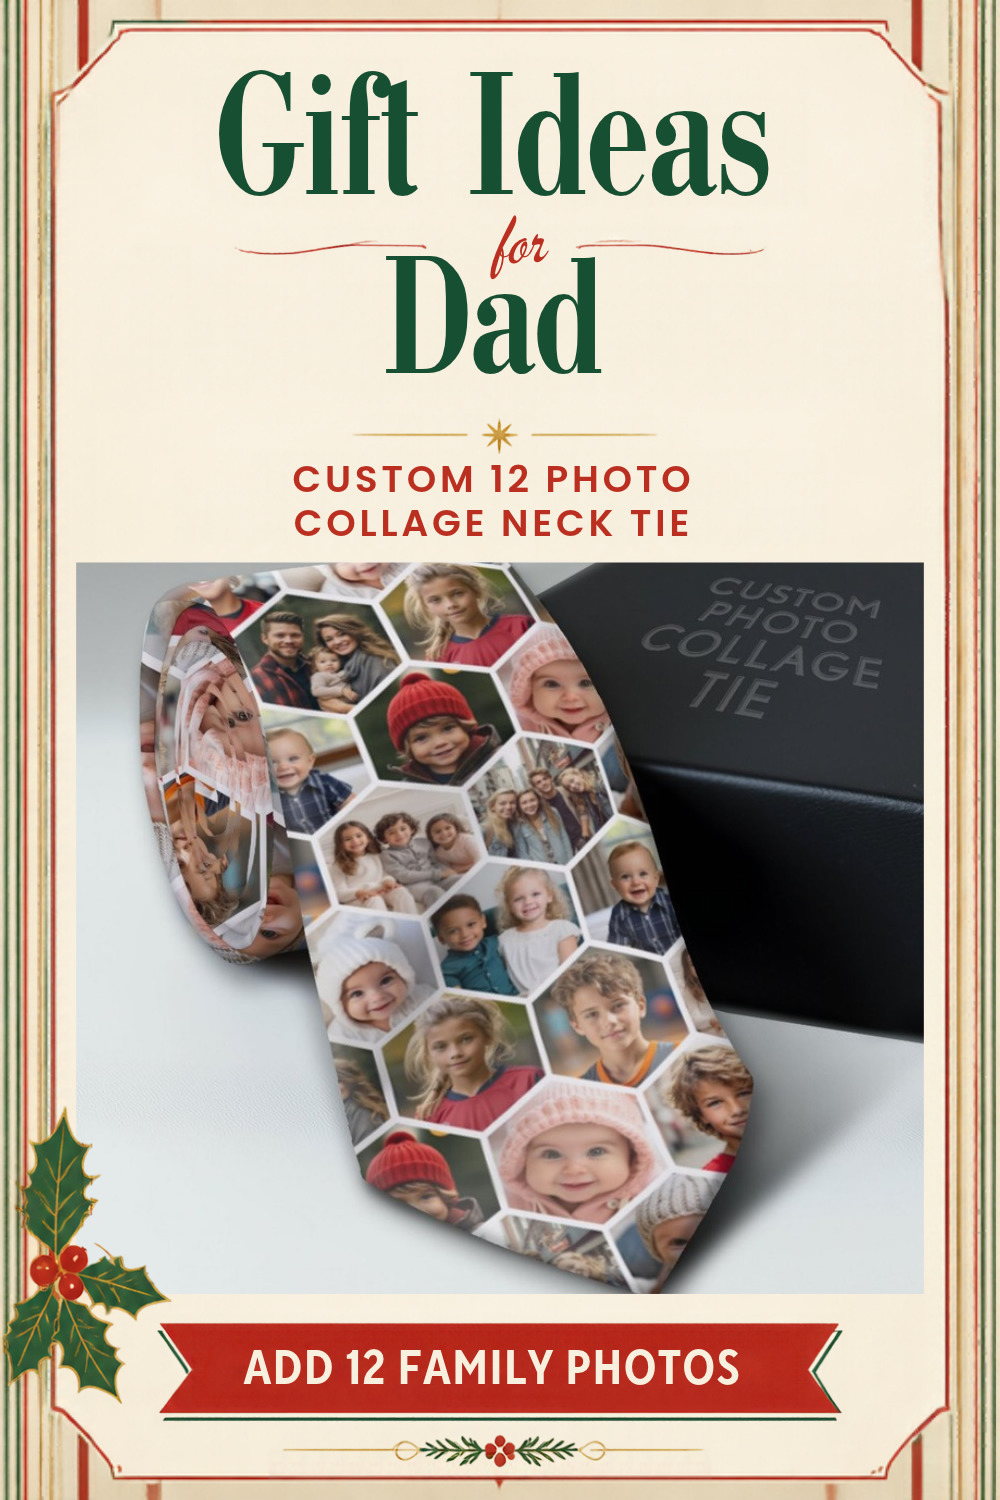 Gift Ideas
for
Dad
CUSTOM 12 PHOTO
COLLAGE NECK TIE
CUSTOM
PHOTO
COLLAGE
TIE
ADD 12 FAMILY PHOTOS